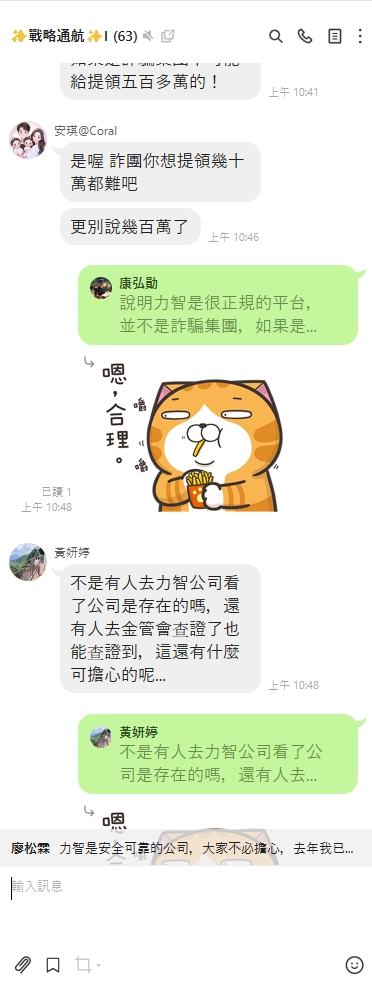 ✨戰略通航✨I (63)
給提領五百多萬的！
上午 10:41
安琪@Coral
是喔 詐團你想提領幾十
萬都難吧
更別說幾百萬了
上午 10:46
康弘勛
說明力智是很正規的平台，
並不是詐騙集團，如果是...
嗯，合理。
嚼
嚼
已讀 1
上午 10:48
黃妍婷
不是有人去力智公司看
了公司是存在的嗎，還
有人去金管會查證了也
能查證到，這還有什麼
可擔心的呢...
上午 10:48
黃妍婷
不是有人去力智公司看了公
司是存在的嗎，還有人去...
嗯
廖松霖 力智是安全可靠的公司，大家不必擔心，去年我已...
輸入訊息